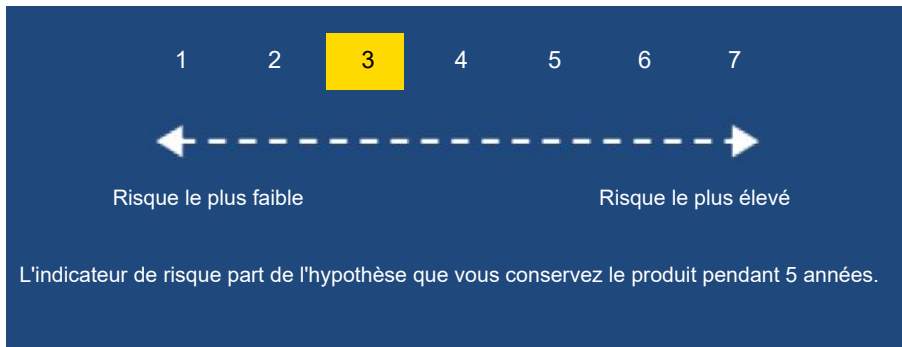 1 2 3 4 5 6 7
Risque le plus faible Risque le plus élevé
L'indicateur de risque part de l'hypothèse que vous conservez le produit pendant 5 années.